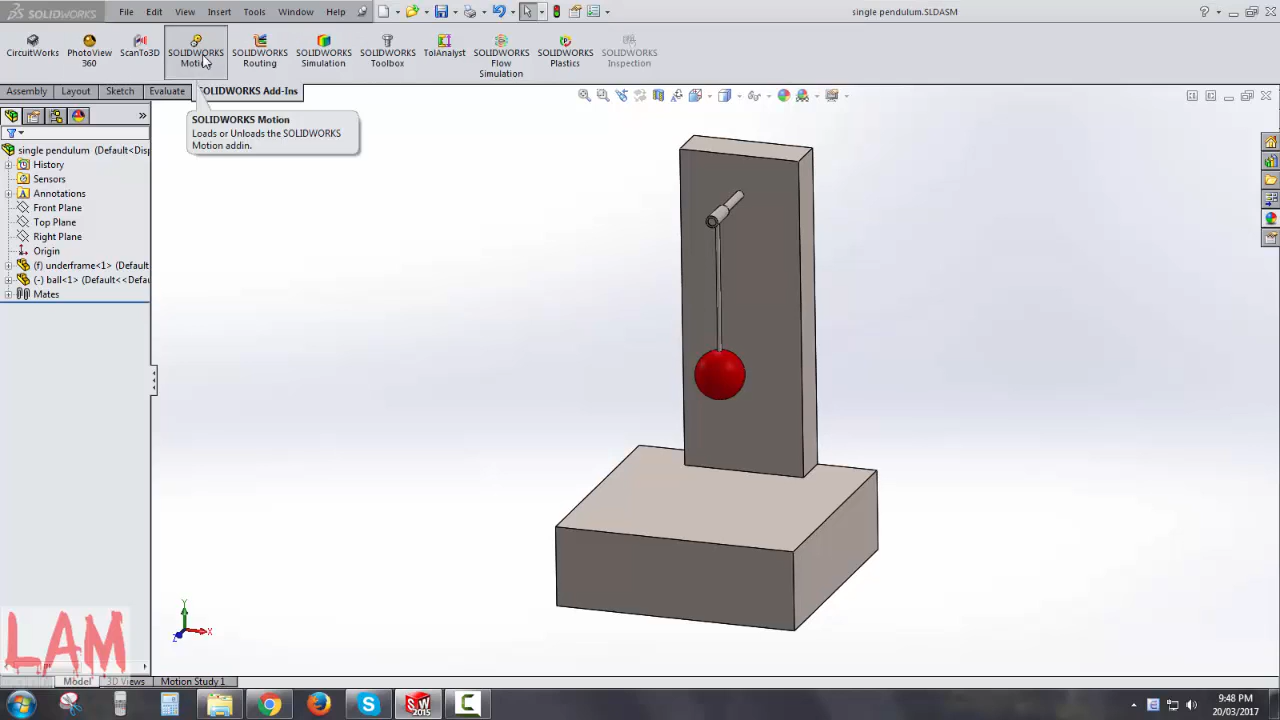 SOLIDWORKS
File Edit View Insert Tools Window Help
single pendulum.SLDASM
CircuitWorks
PhotoView
360
ScanTo3D
SOLIDWORKS
Motion
SOLIDWORKS
Routing
SOLIDWORKS
Simulation
SOLIDWORKS
Toolbox
TolAnalyst
SOLIDWORKS
Flow
Simulation
SOLIDWORKS
Plastics
SOLIDWORKS
Inspection
Assembly Layout Sketch Evaluate SOLIDWORKS Add-Ins
SOLIDWORKS Motion
Loads or Unloads the SOLIDWORKS
Motion addin.
single pendulum (Default<Disp
History
Sensors
Annotations
Front Plane
Top Plane
Right Plane
Origin
(f) underframe<1> (Default
(-) ball<1> (Default<<Defau
Mates
Y
X
Z
LAM
Model 3D Views Motion Study 1
SW
2015
9:48 PM
20/03/2017